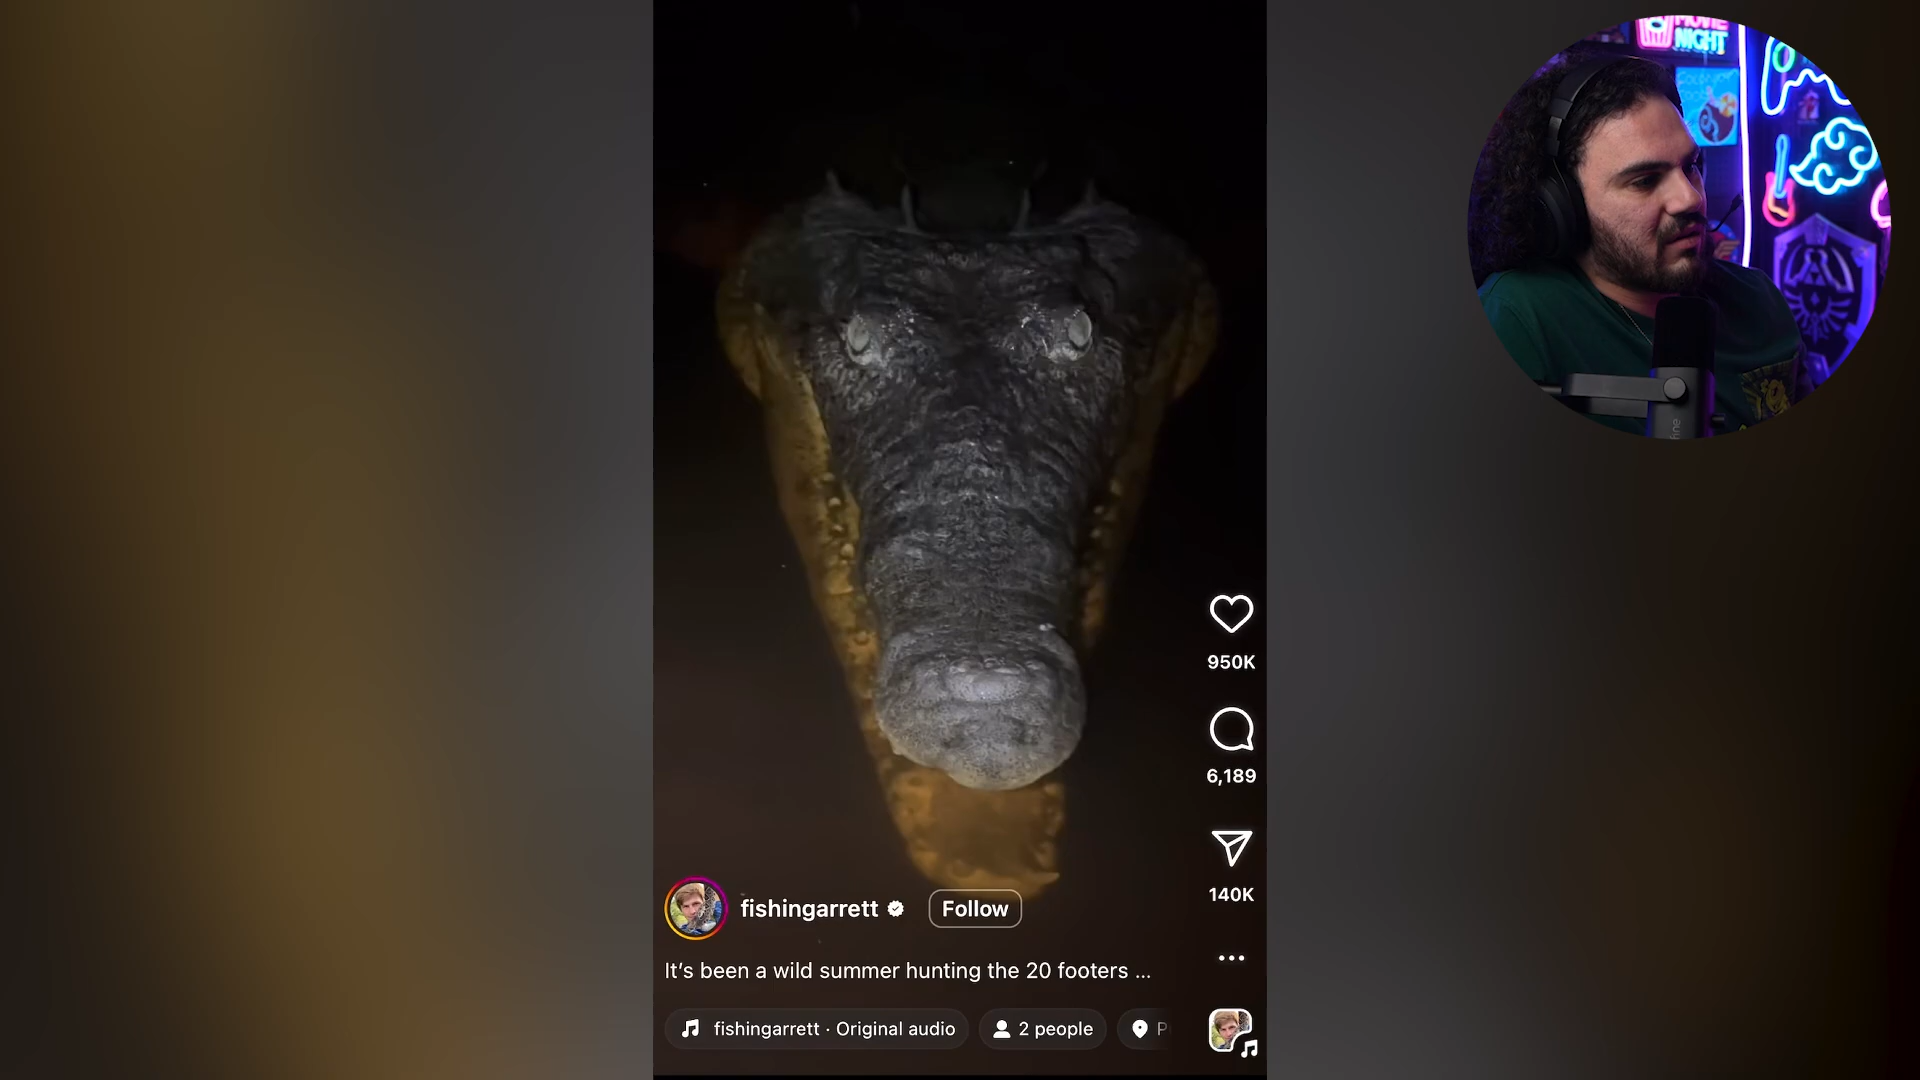 MOVIE
NIGHT
fine
950K
6,189
140K
fishingarrett
Follow
It’s been a wild summer hunting the 20 footers ...
fishingarrett · Original audio
2 people
P